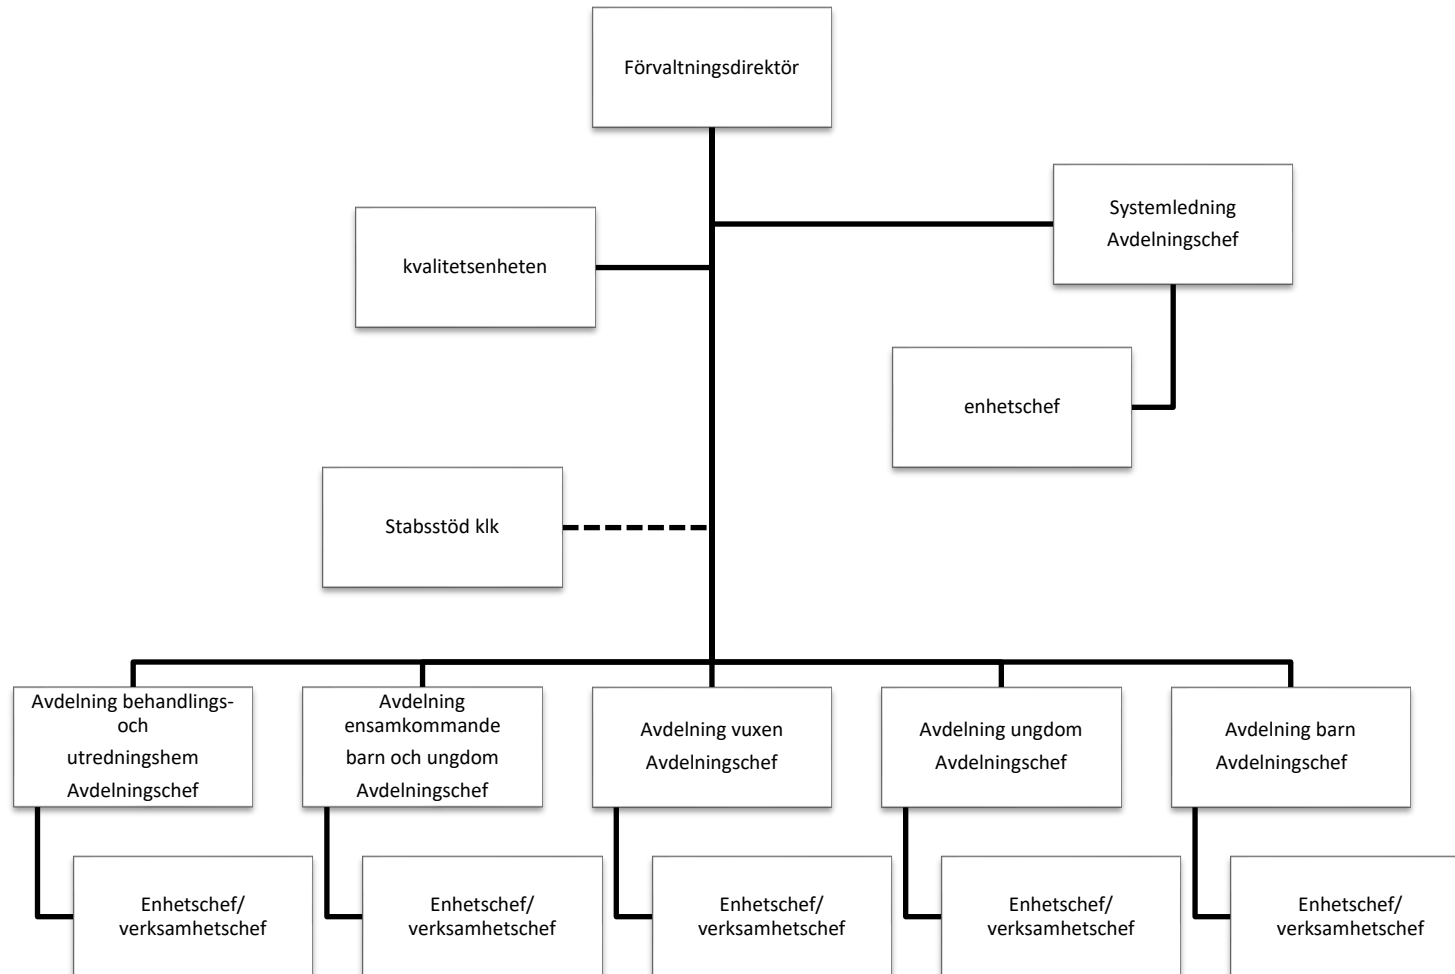 Förvaltningsdirektör
Systemledning
Avdelningschef
kvalitetsenheten
enhetschef
Stabsstöd klk
Avdelning behandlings-
och
utredningshem
Avdelningschef
Avdelning
ensamkommande
barn och ungdom
Avdelningschef
Avdelning vuxen
Avdelningschef
Avdelning ungdom
Avdelningschef
Avdelning barn
Avdelningschef
Enhetschef/
verksamhetschef
Enhetschef/
verksamhetschef
Enhetschef/
verksamhetschef
Enhetschef/
verksamhetschef
Enhetschef/
verksamhetschef